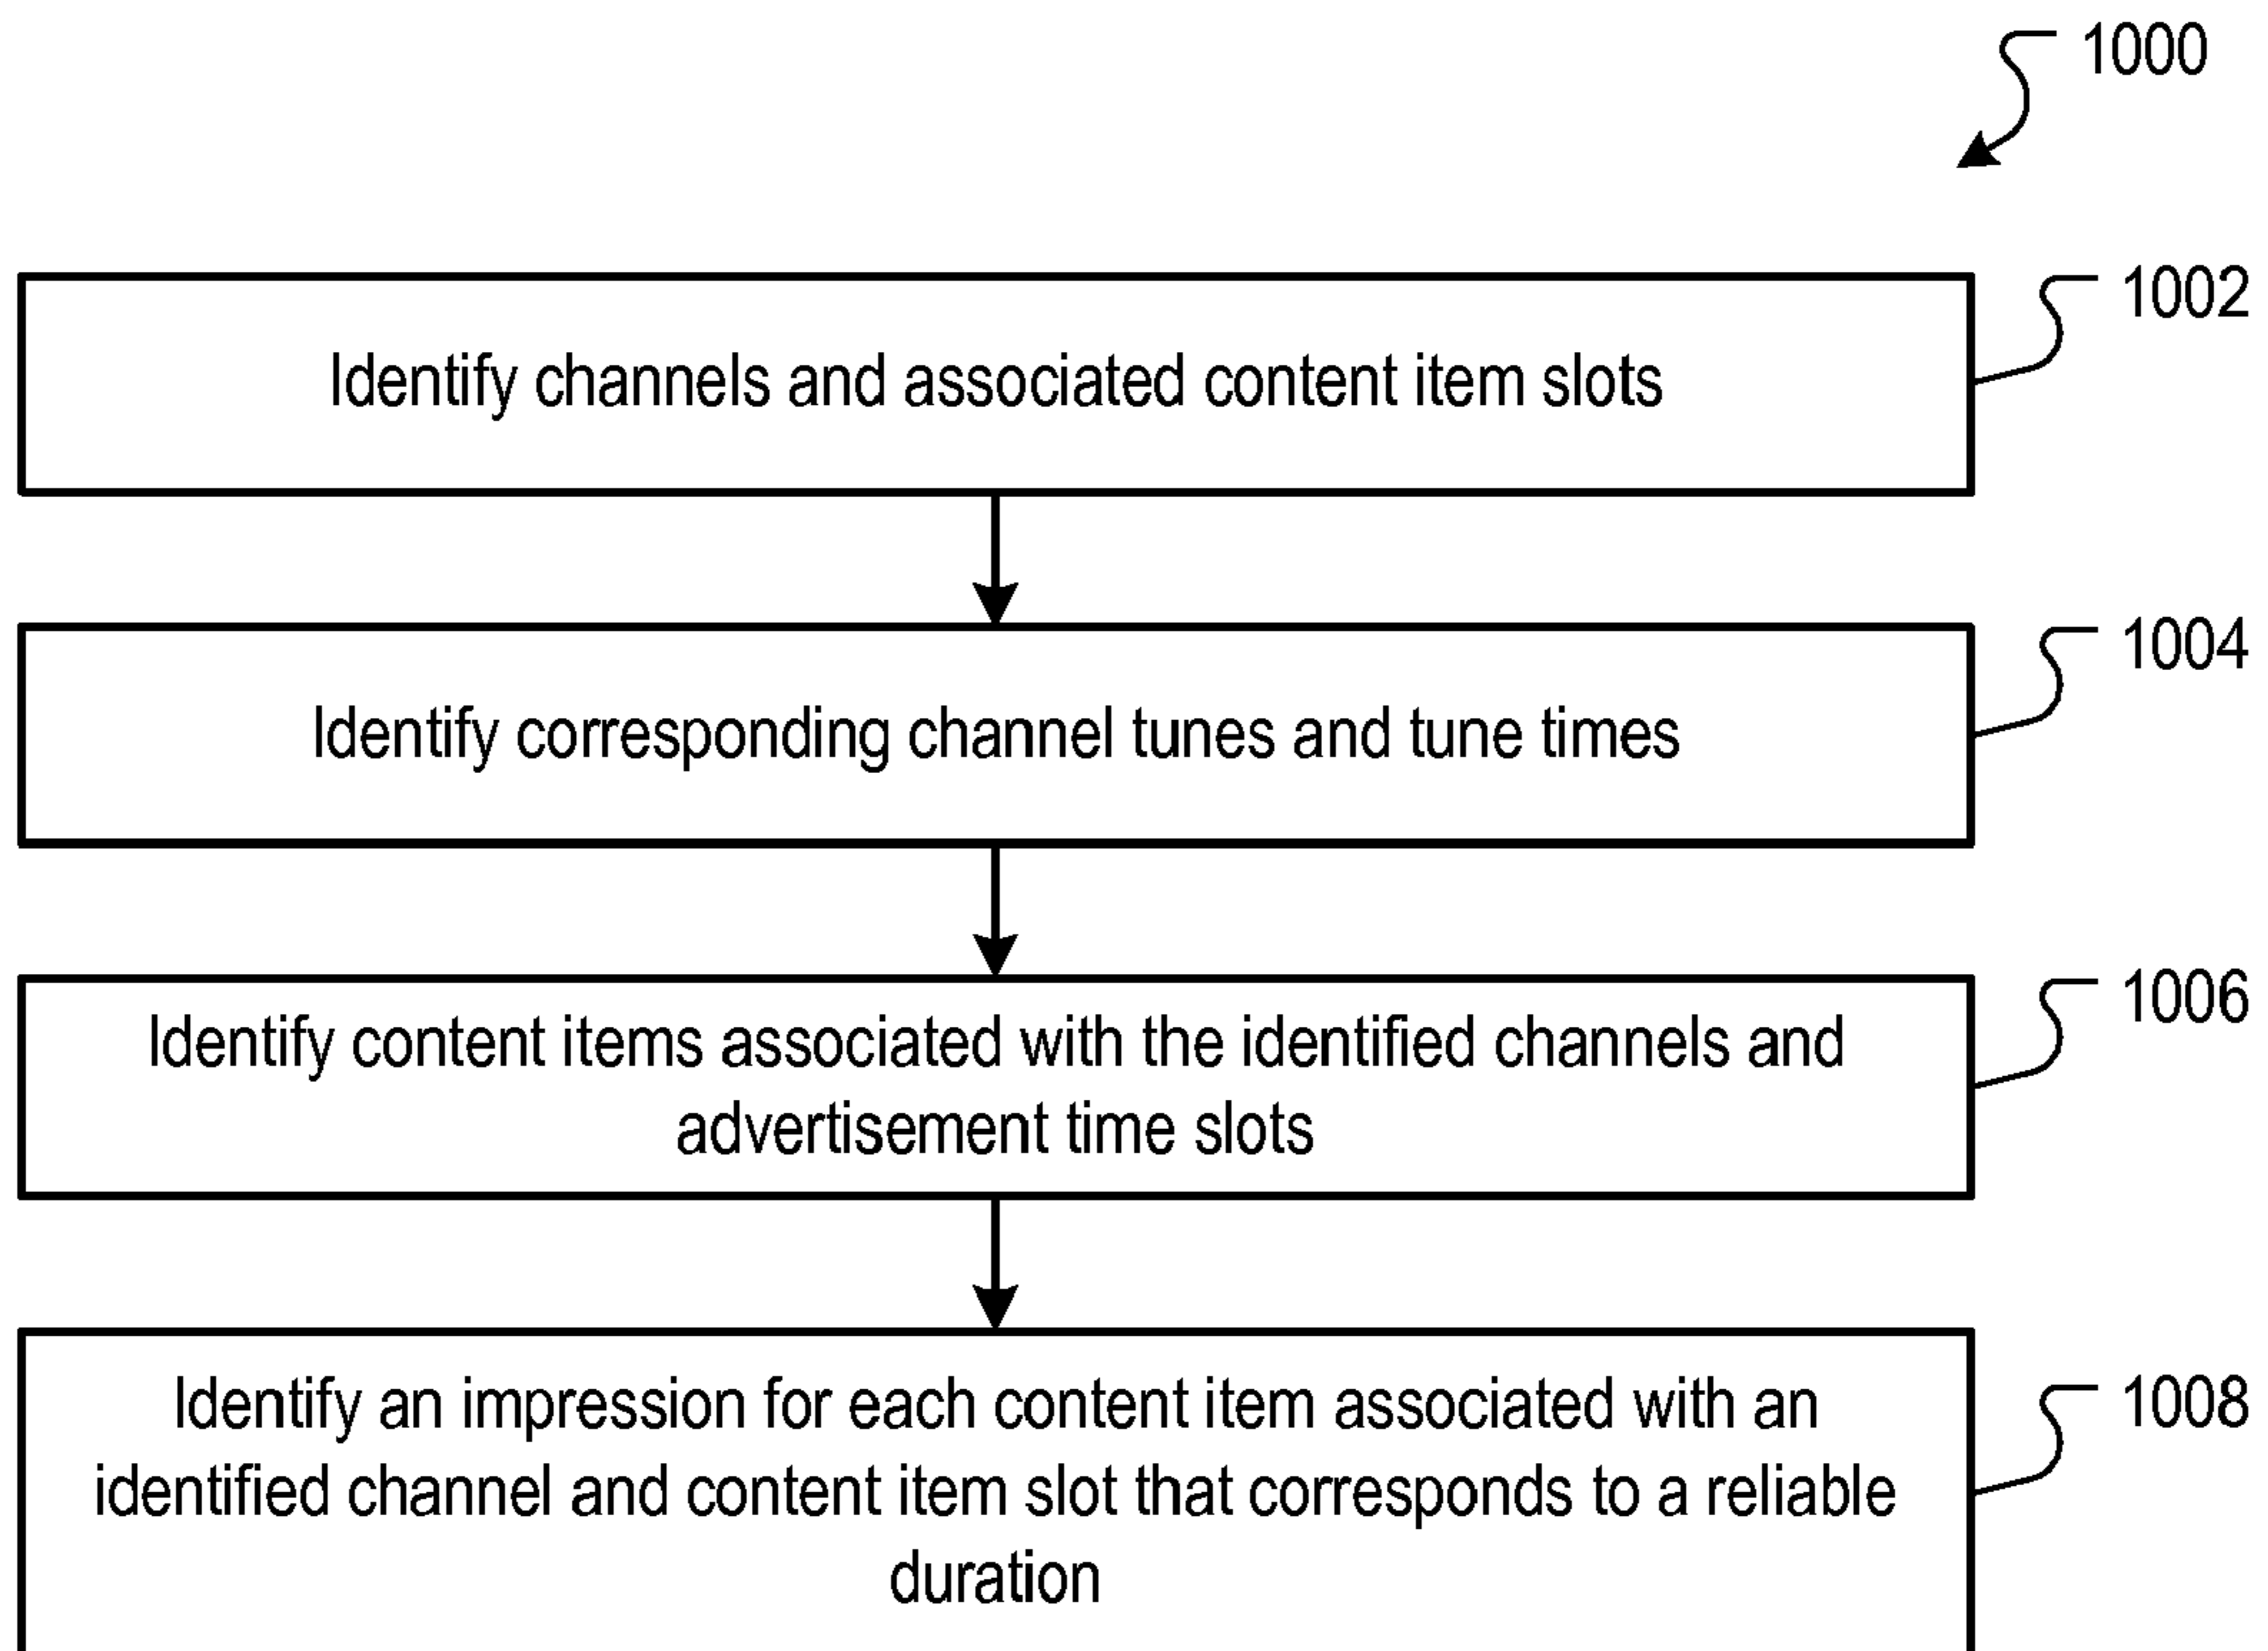 1000
1002
Identify channels and associated content item slots
1004
Identify corresponding channel tunes and tune times
1006
Identify content items associated with the identified channels and
advertisement time slots
1008
Identify an impression for each content item associated with an
identified channel and content item slot that corresponds to a reliable
duration